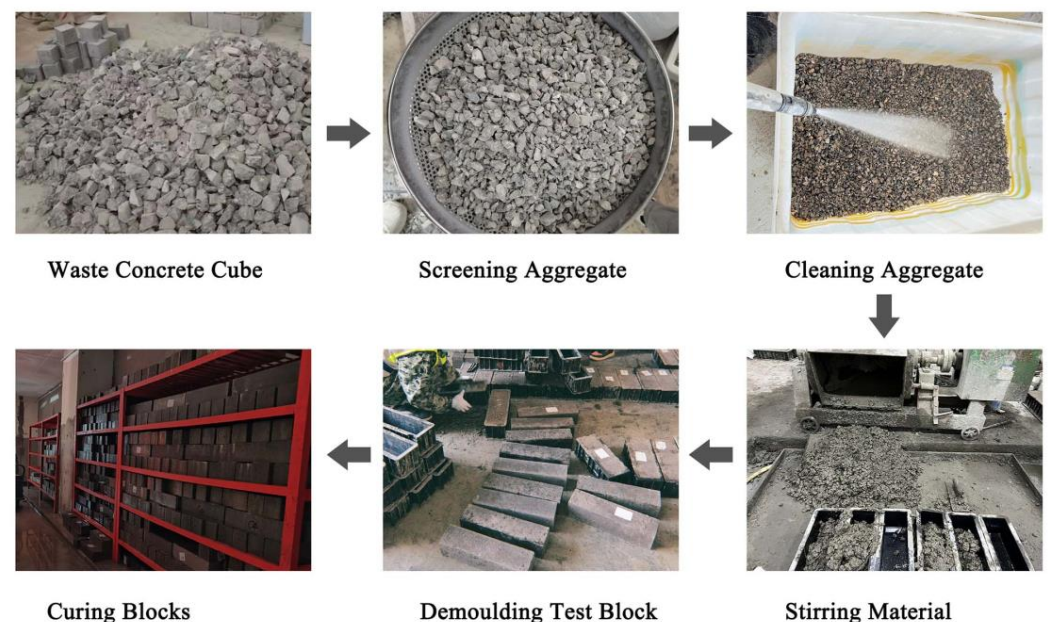 Waste Concrete Cube
Screening Aggregate
Cleaning Aggregate
Curing Blocks
Demoulding Test Block
Stirring Material